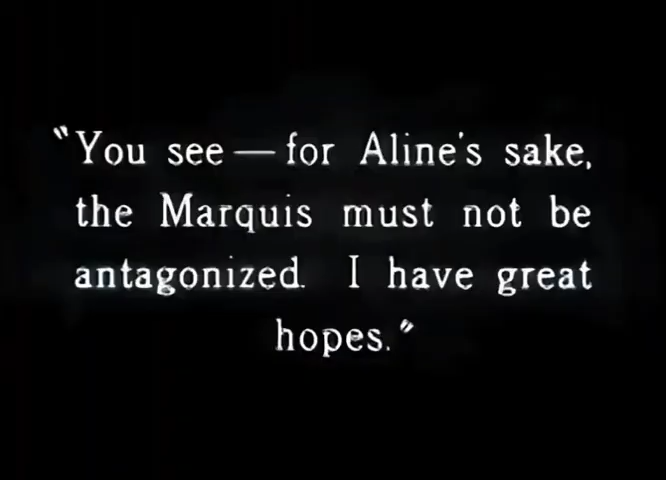 "You see — for Aline's sake,
the Marquis must not be
antagonized. I have great
hopes."